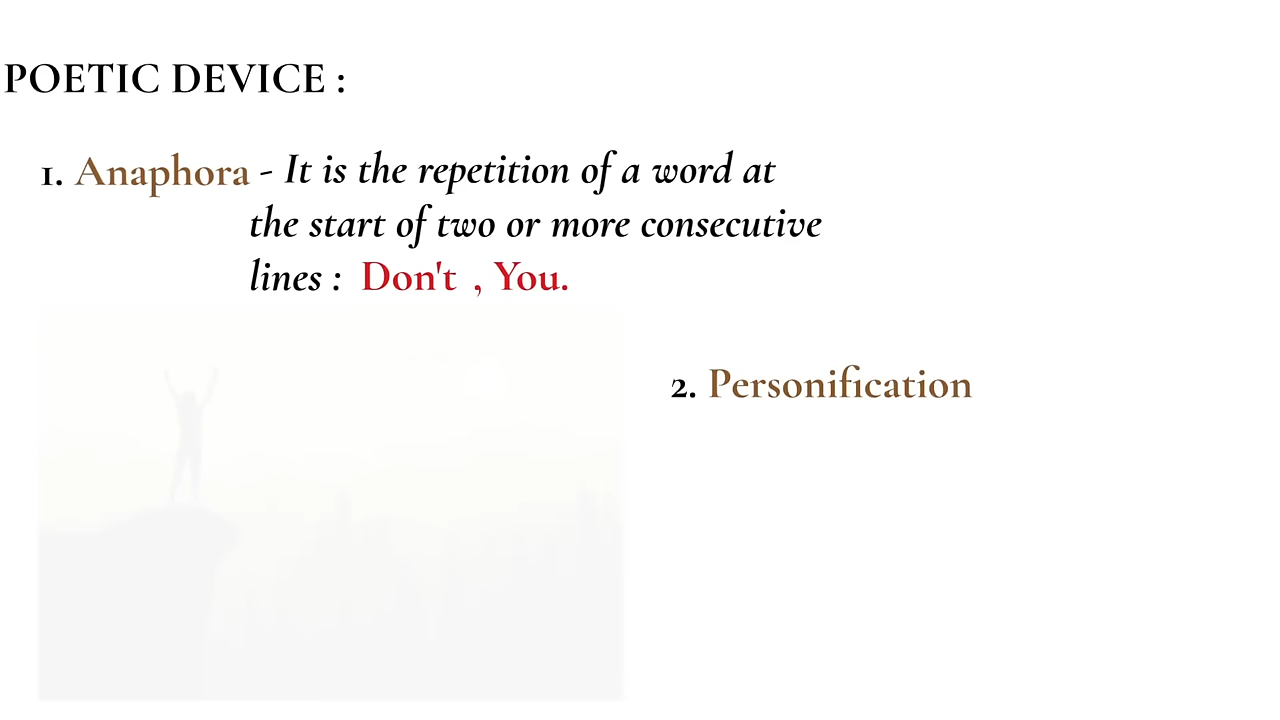 POETIC DEVICE :
1. Anaphora - It is the repetition of a word at
the start of two or more consecutive
lines : Don't , You.
2. Personification